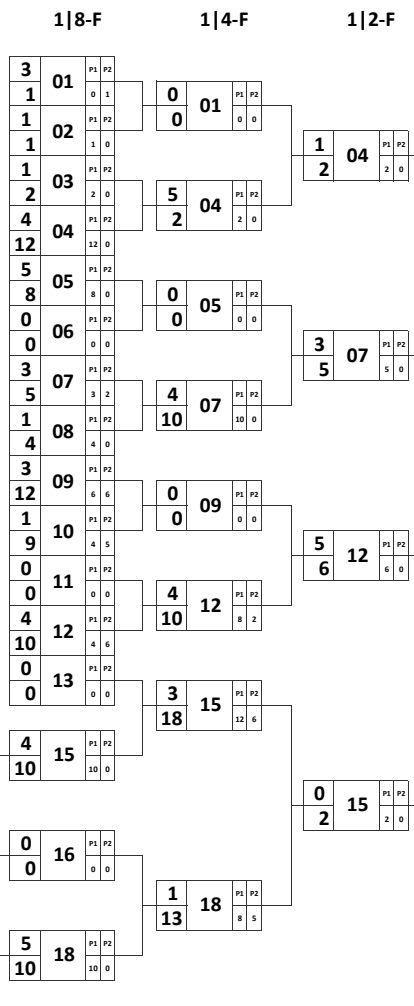 1|8-F 1|4-F 1|2-F
3 01 P1 P2
1 0 1
1 02 P1 P2
1 1 0
1 03 P1 P2
2 2 0
4 04 P1 P2
12 12 0
5 05 P1 P2
8 8 0
0 06 P1 P2
0 0 0
3 07 P1 P2
5 3 2
1 08 P1 P2
4 4 0
3 09 P1 P2
12 6 6
1 10 P1 P2
9 4 5
0 11 P1 P2
0 0 0
4 12 P1 P2
10 4 6
0 13 P1 P2
0 0 0
4 15 P1 P2
10 10 0
0 16 P1 P2
0 0 0
5 18 P1 P2
10 10 0
0 01 P1 P2
0 0 0
5 04 P1 P2
2 2 0
0 05 P1 P2
0 0 0
4 07 P1 P2
10 10 0
0 09 P1 P2
0 0 0
4 12 P1 P2
10 8 2
3 15 P1 P2
18 12 6
1 18 P1 P2
13 8 5
1 04 P1 P2
2 2 0
3 07 P1 P2
5 5 0
5 12 P1 P2
6 6 0
0 15 P1 P2
2 2 0